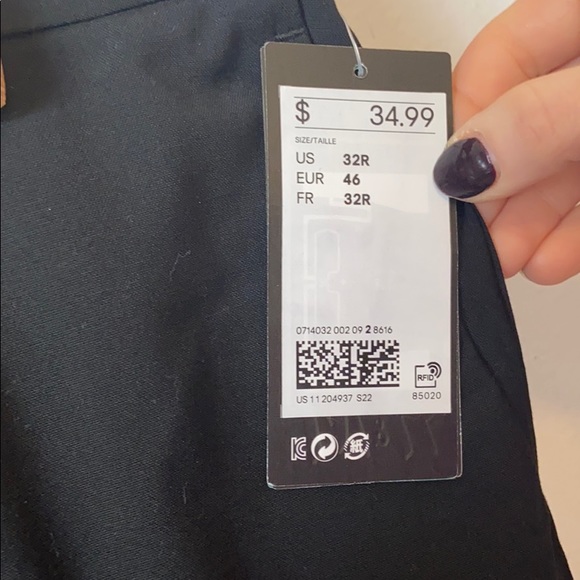 $ 34.99
SIZE/TAILLE
US 32R
EUR 46
FR 32R
0714032 002 09 2 8616
RFID
US 11 204937 S22
85020
紙